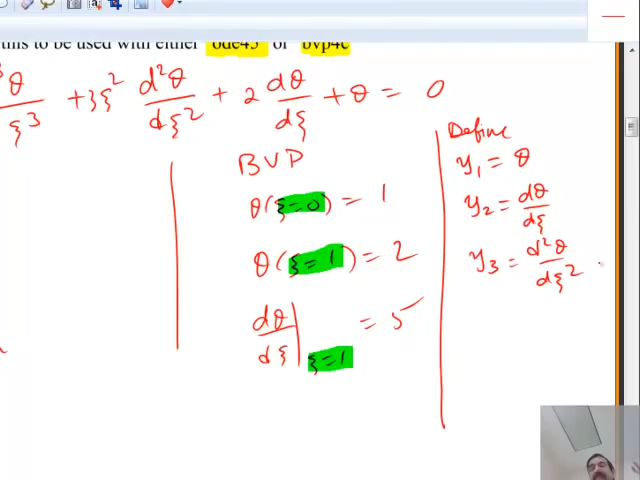 this to be used with either "ode45" or "bvp4c"
³θ/ξ³ + 3ξ² d²θ/dξ² + 2 dθ/dξ + θ = 0
BVP
θ(ξ=0) = 1
θ(ξ=1) = 2
dθ/dξ|ξ=1 = 5
Define
y₁ = θ
y₂ = dθ/dξ
y₃ = d²θ/dξ²